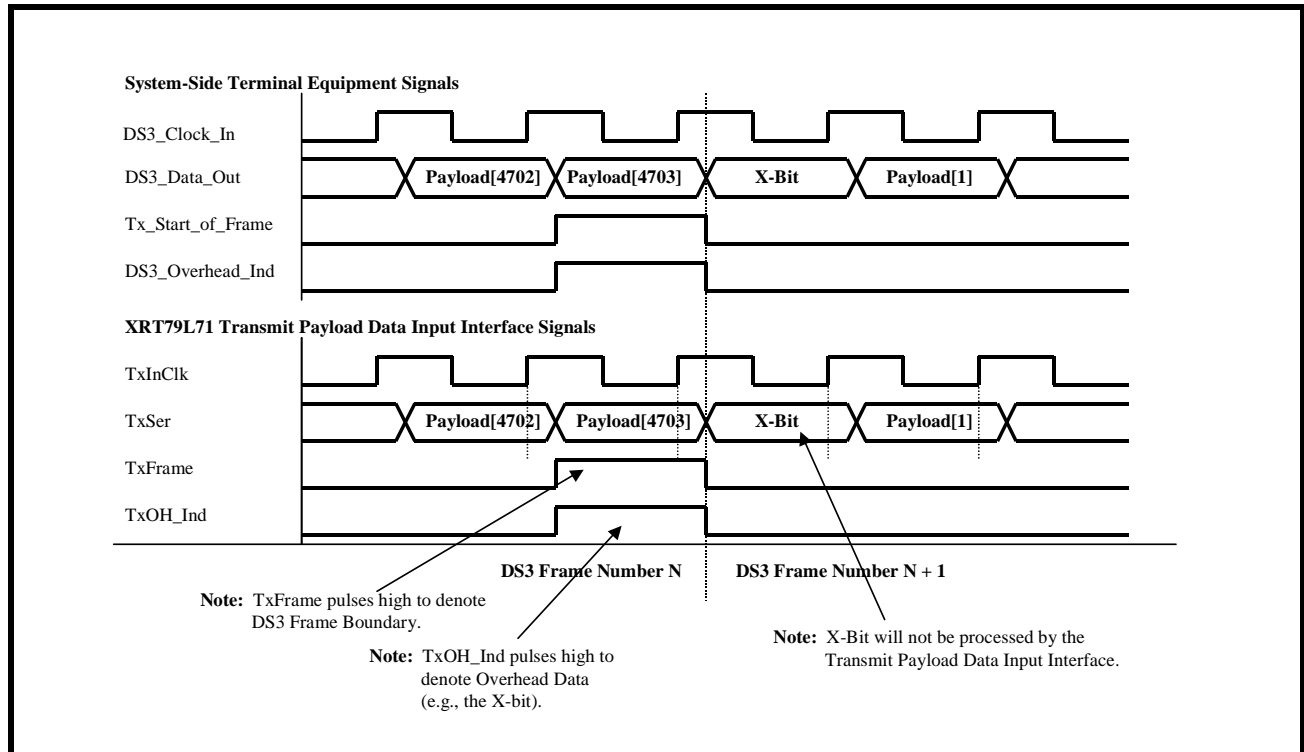 System-Side Terminal Equipment Signals
DS3_Clock_In
DS3_Data_Out
Payload[4702] Payload[4703] X-Bit Payload[1]
Tx_Start_of_Frame
DS3_Overhead_Ind
XRT79L71 Transmit Payload Data Input Interface Signals
TxInClk
TxSer
Payload[4702] Payload[4703] X-Bit Payload[1]
TxFrame
TxOH_Ind
DS3 Frame Number N DS3 Frame Number N + 1
Note: TxFrame pulses high to denote
DS3 Frame Boundary.
Note: TxOH_Ind pulses high to
denote Overhead Data
(e.g., the X-bit).
Note: X-Bit will not be processed by the
Transmit Payload Data Input Interface.